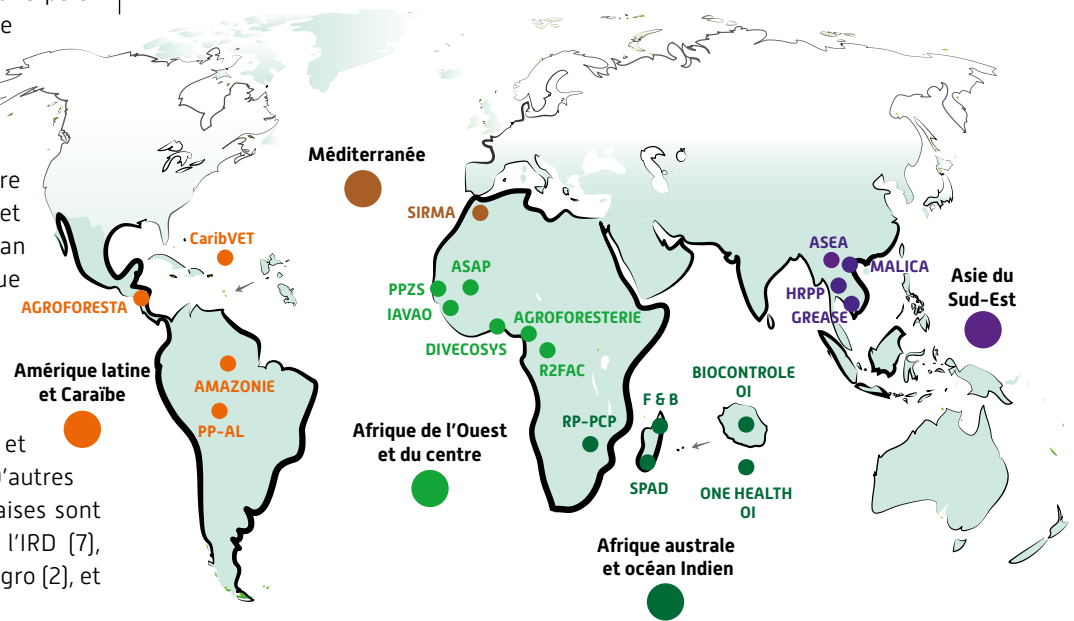 e
re
et
an
ue
et
D'autres
aises sont
l'IRD (7),
gro (2), et
Méditerranée
SIRMA
CaribVET
AGROFORESTA
Amérique latine
et Caraïbe
AMAZONIE
PP-AL
ASAP
PPZS
IAVAO
AGROFORESTERIE
DIVECOSYS
R2FAC
Afrique de l'Ouest
et du centre
BIOCONTROLE
OI
F & B
RP-PCP
SPAD
ONE HEALTH
OI
Afrique australe
et océan Indien
ASEA
MALICA
HRPP
GREASE
Asie du
Sud-Est